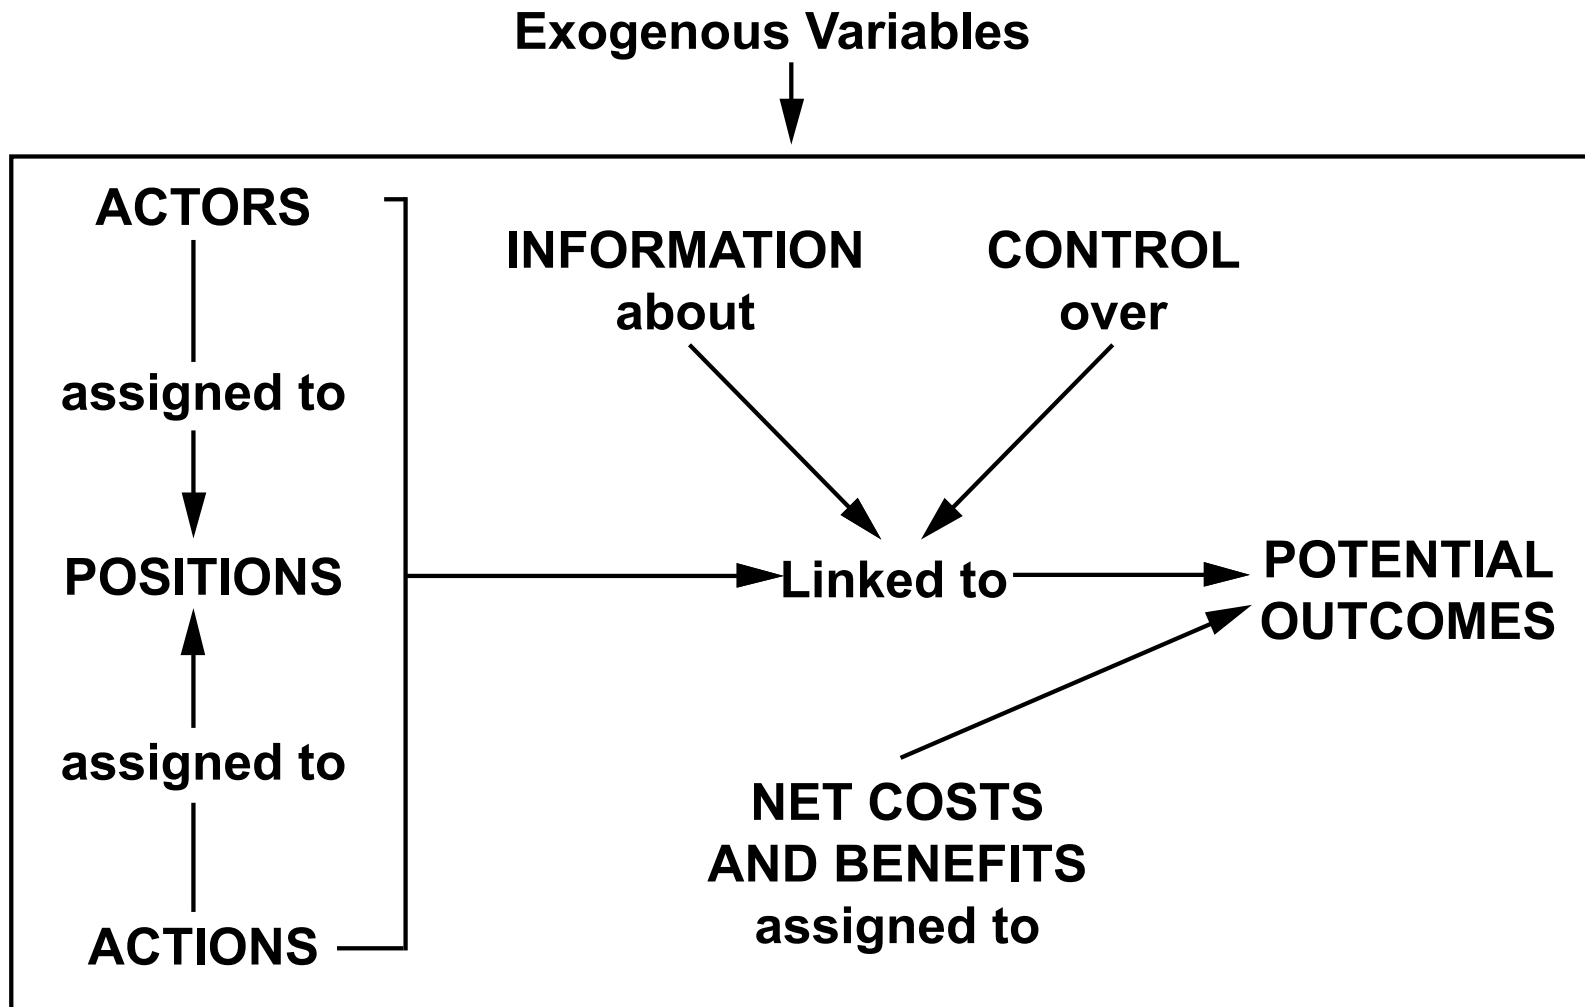 Exogenous Variables
ACTORS
assigned to
POSITIONS
assigned to
ACTIONS
INFORMATION
about
CONTROL
over
Linked to
POTENTIAL
OUTCOMES
NET COSTS
AND BENEFITS
assigned to